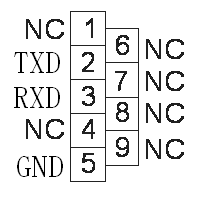 NC 1
6 NC
TXD 2
7 NC
RXD 3
8 NC
NC 4
9 NC
GND 5